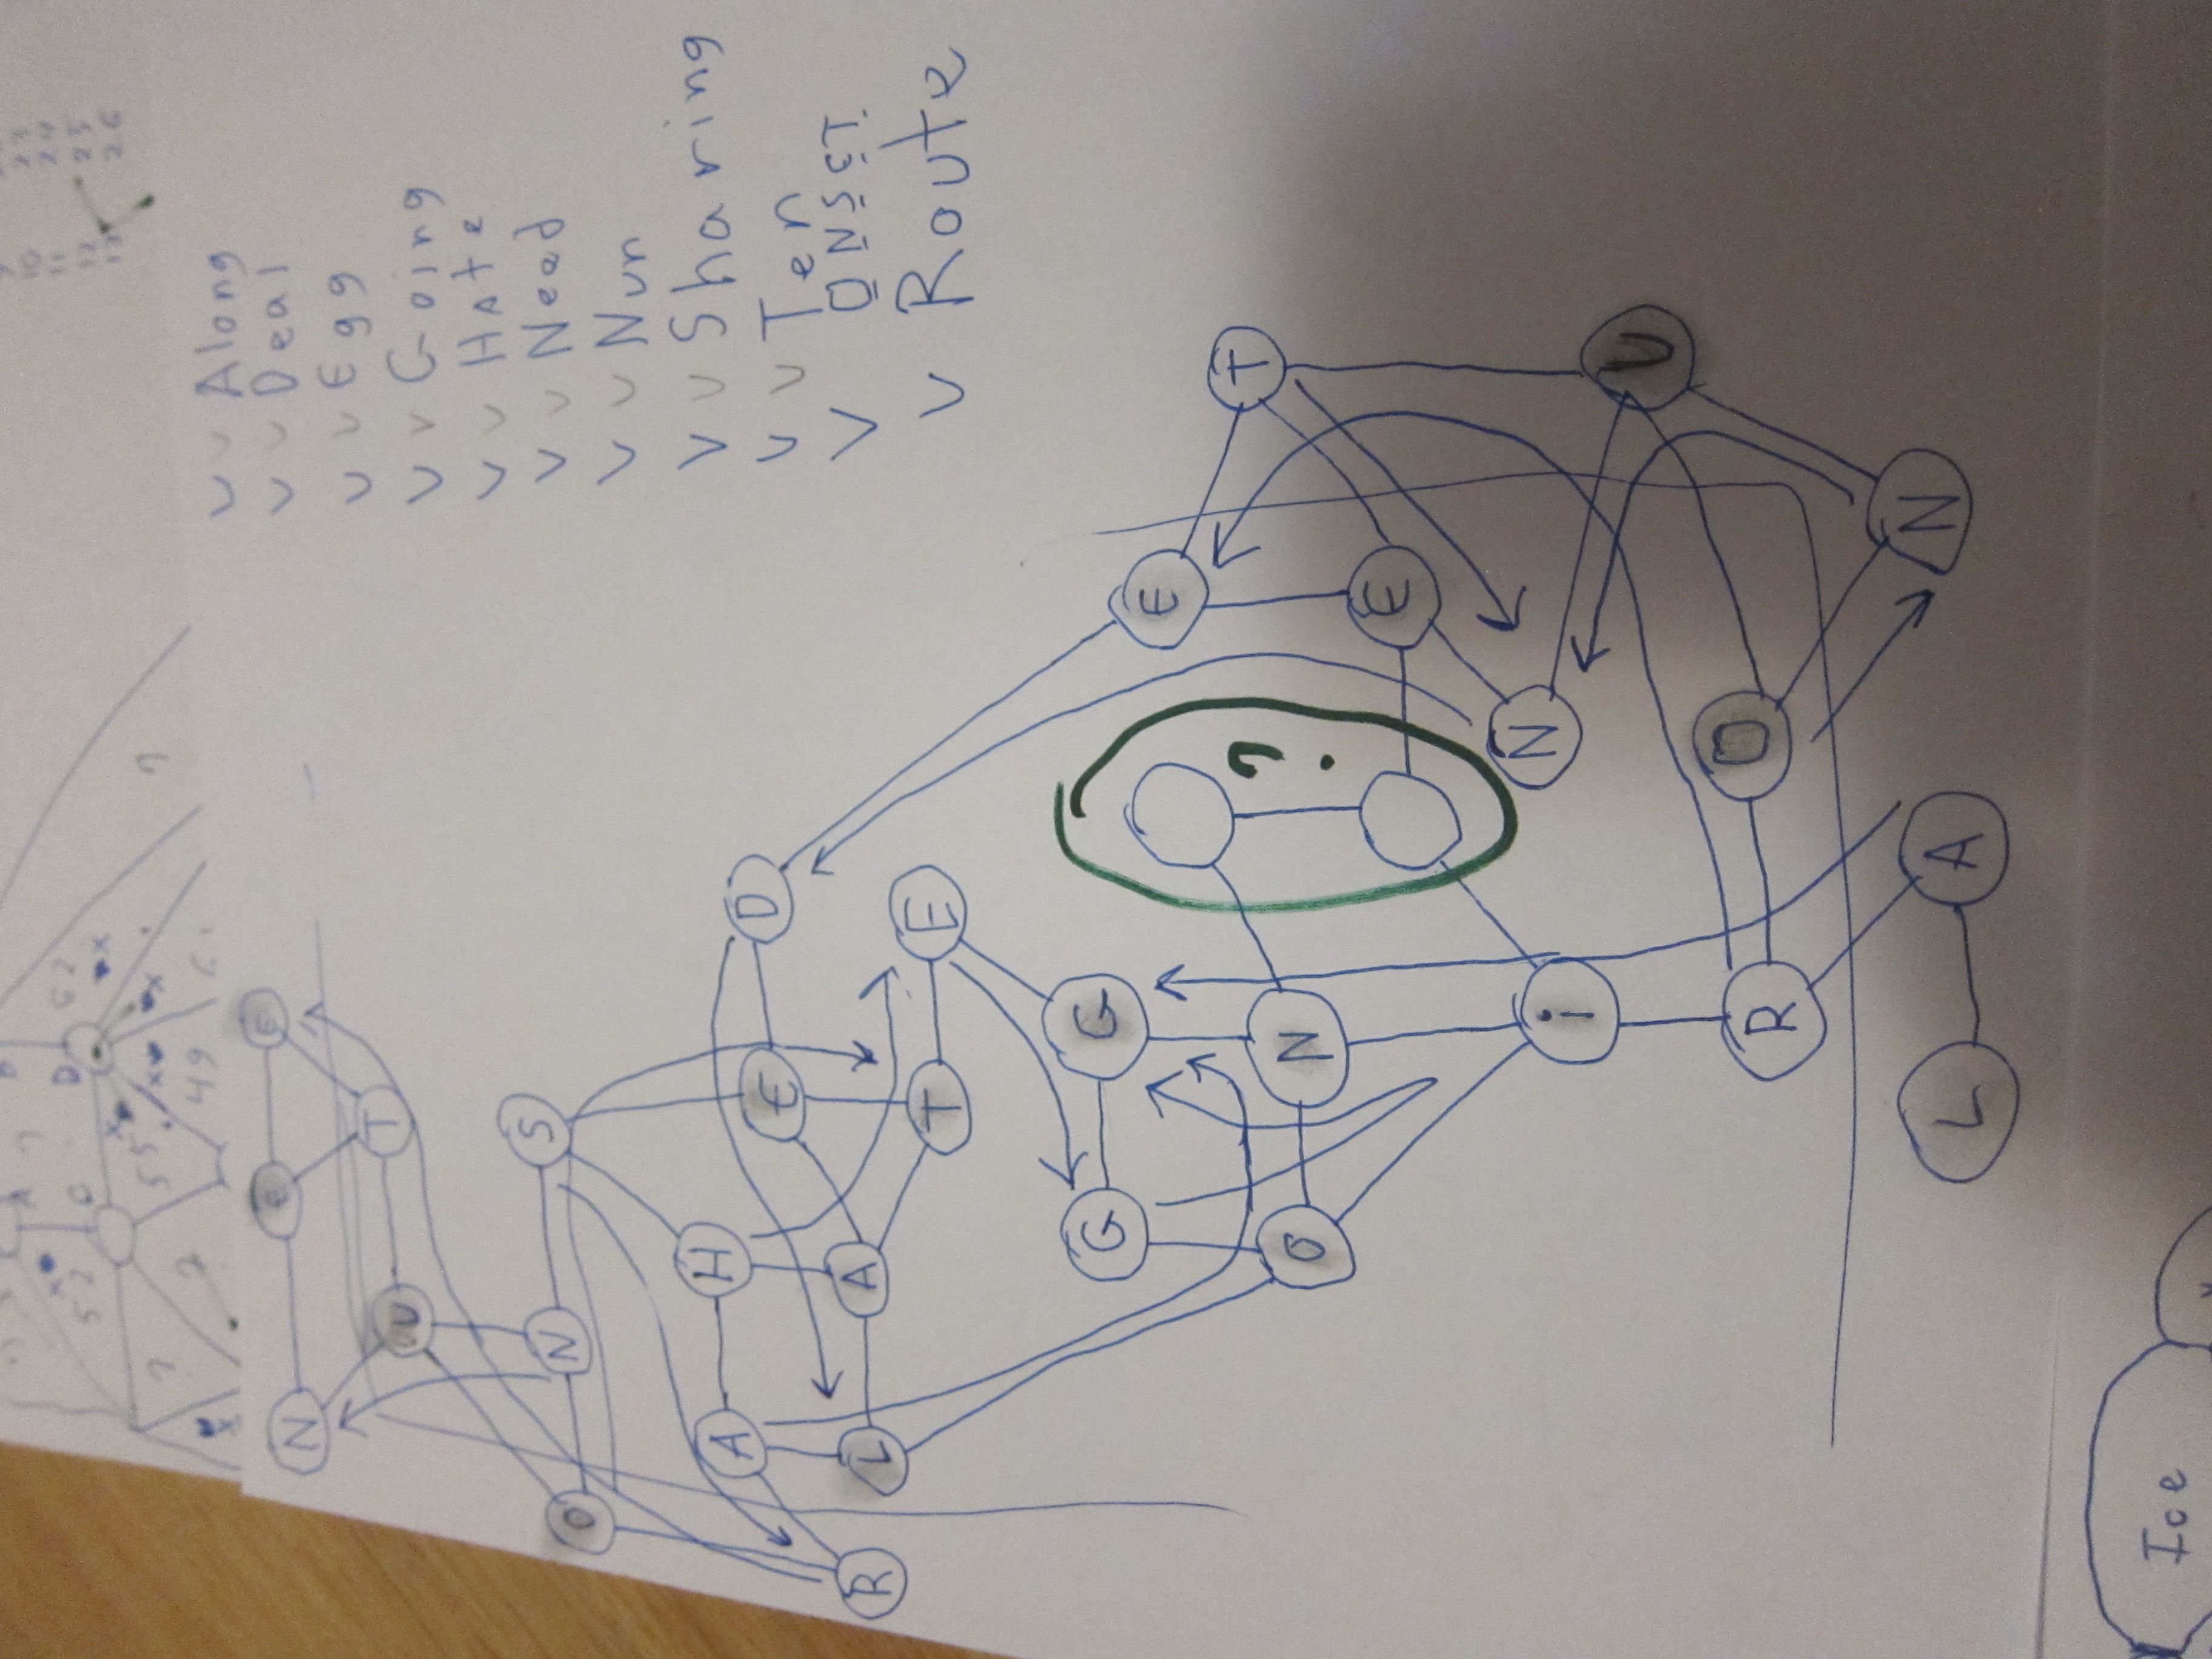 A
?
B
52
C
D
62
55
?
?
49
?
10
11
12
13
24
25
26
Along
Deal
Egg
Going
HAte
Need
Nun
Sharing
Ten
ONSET
Route
N E E
U T
O N S
A H
E D
R L A
T E
G G
E
?
T
O N
E
i N
U
R O
L A N
Ice